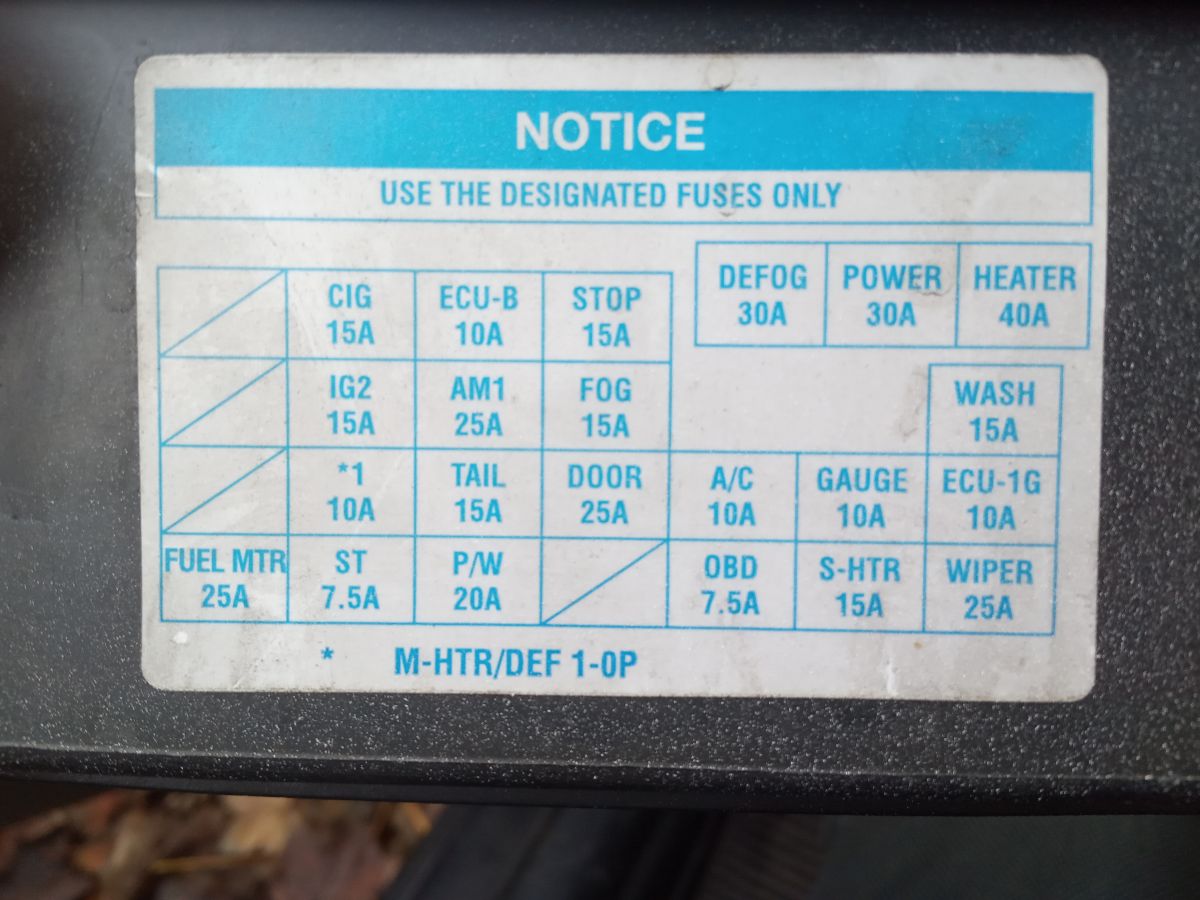 NOTICE
USE THE DESIGNATED FUSES ONLY
DEFOG POWER HEATER
30A 30A 40A
CIG ECU-B STOP
15A 10A 15A
IG2 AM1 FOG WASH
15A 25A 15A 15A
*1 TAIL DOOR A/C GAUGE ECU-1G
10A 15A 25A 10A 10A 10A
FUEL MTR ST P/W OBD S-HTR WIPER
25A 7.5A 20A 7.5A 15A 25A
* M-HTR/DEF 1-0P